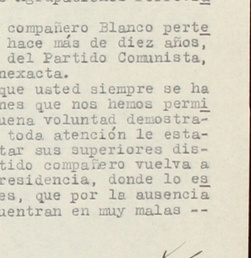 compañero Blanco perte
hace más de diez años,
del Partido Comunista,
nexacta.
que usted siempre se ha
nes que nos hemos permi
uena voluntad demostra-
toda atención le esta-
tar sus superiores dis-
tido compañero vuelva a
residencia, donde lo es
es, que por la ausencia
uentran en muy malas --